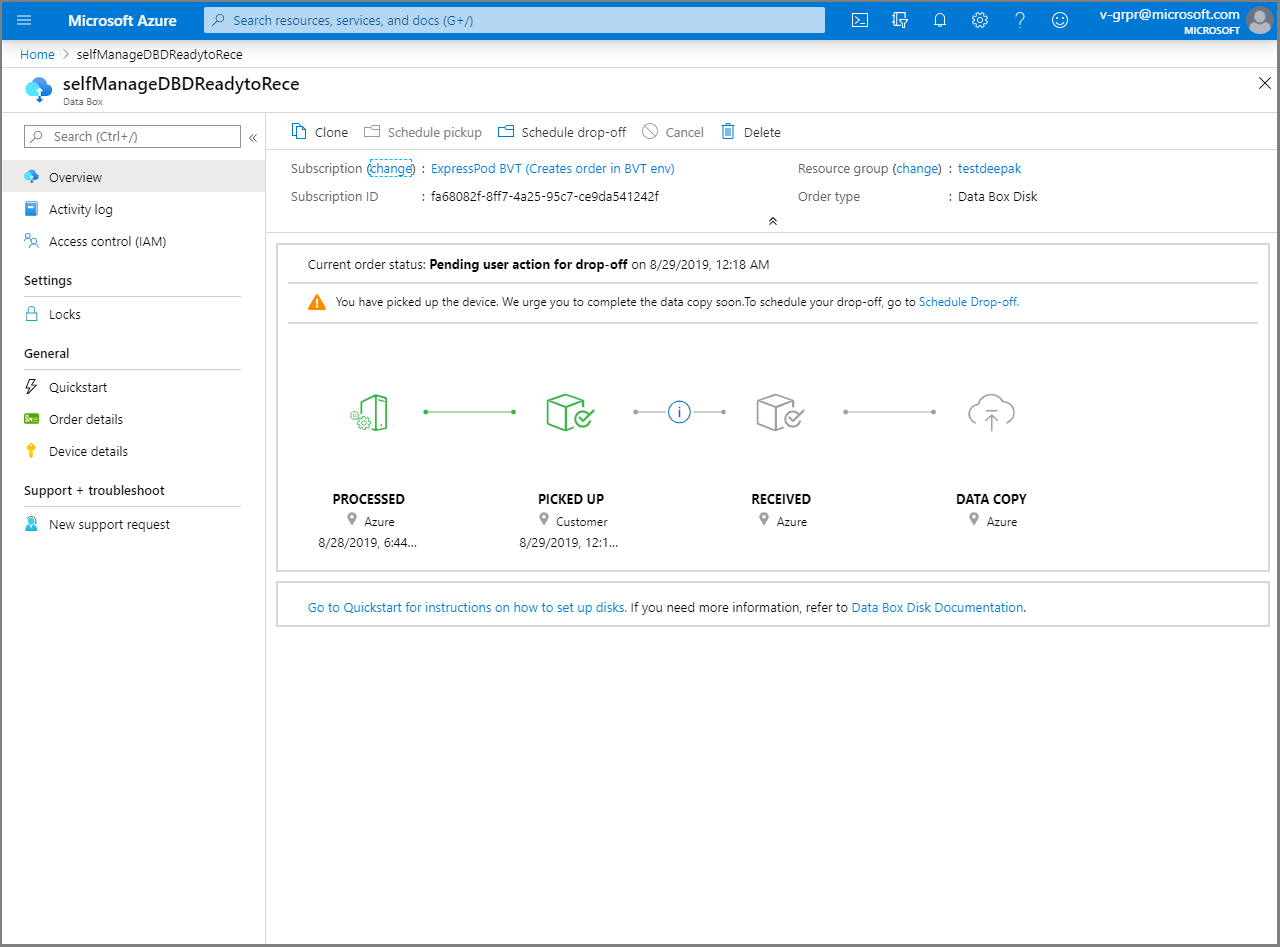 Microsoft Azure
Search resources, services, and docs (G+/)
v-grpr@microsoft.com
MICROSOFT
Home > selfManageDBDReadytoRece
selfManageDBDReadytoRece
Data Box
Search (Ctrl+/)
Overview
Activity log
Access control (IAM)
Settings
Locks
General
Quickstart
Order details
Device details
Support + troubleshoot
New support request
Clone Schedule pickup Schedule drop-off Cancel Delete
Subscription (change) : ExpressPod BVT (Creates order in BVT env) Resource group (change) : testdeepak
Subscription ID : fa68082f-8ff7-4a25-95c7-ce9da541242f Order type : Data Box Disk
Current order status: Pending user action for drop-off on 8/29/2019, 12:18 AM
You have picked up the device. We urge you to complete the data copy soon.To schedule your drop-off, go to Schedule Drop-off.
PROCESSED PICKED UP RECEIVED DATA COPY
Azure Customer Azure Azure
8/28/2019, 6:44... 8/29/2019, 12:1...
Go to Quickstart for instructions on how to set up disks. If you need more information, refer to Data Box Disk Documentation.